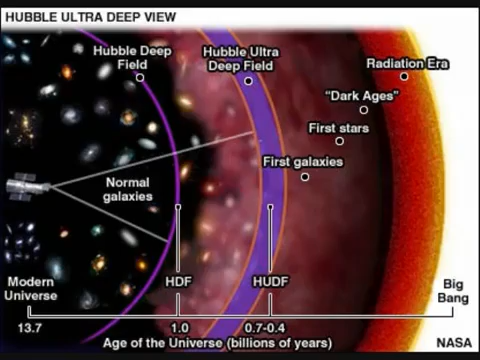 HUBBLE ULTRA DEEP VIEW
Hubble Deep
Field
Hubble Ultra
Deep Field
Radiation Era
“Dark Ages”
First stars
First galaxies
Normal
galaxies
HDF
HUDF
Modern
Universe
Big
Bang
13.7
1.0
0.7-0.4
Age of the Universe (billions of years)
NASA